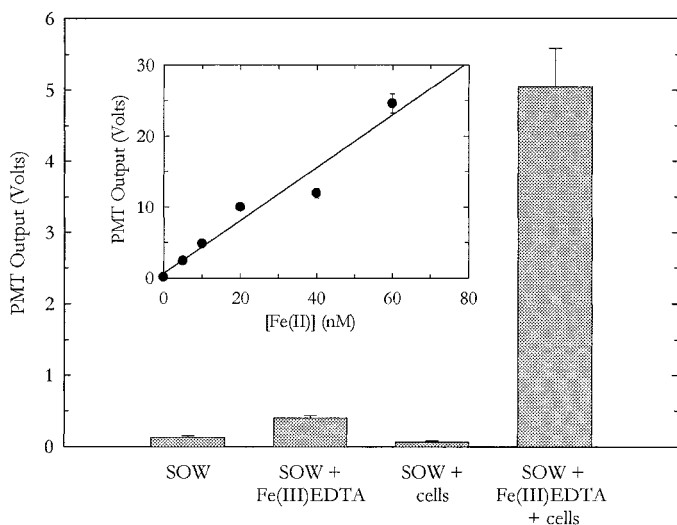 6
5
4
3
2
1
0
PMT Output (Volts)
30
20
10
0
PMT Output (Volts)
0 20 40 60 80
[Fe(II)] (nM)
SOW
SOW +
Fe(III)EDTA
SOW +
cells
SOW +
Fe(III)EDTA
+ cells